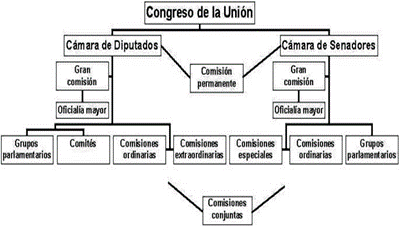 Congreso de la Unión
Cámara de Diputados
Cámara de Senadores
Gran
comisión
Comisión
permanente
Gran
comisión
Oficialía mayor
Oficialía mayor
Grupos
parlamentarios
Comités
Comisiones
ordinarias
Comisiones
extraordinarias
Comisiones
especiales
Comisiones
ordinarias
Grupos
parlamentarios
Comisiones
conjuntas